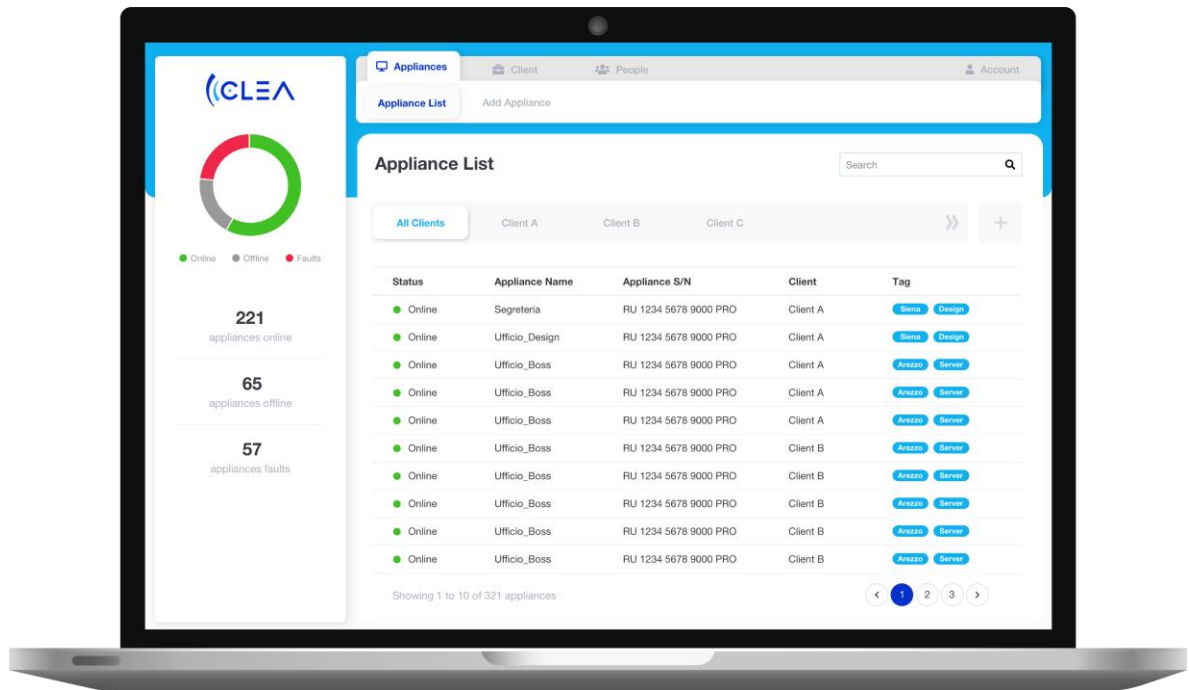 CLEA
Online Offline Faults
221
appliances online
65
appliances offline
57
appliances faults
Appliances Client People Account
Appliance List Add Appliance
Appliance List
Search
All Clients Client A Client B Client C
Status Appliance Name Appliance S/N Client Tag
Online Segreteria RU 1234 5678 9000 PRO Client A Siena Design
Online Ufficio_Design RU 1234 5678 9000 PRO Client A Siena Design
Online Ufficio_Boss RU 1234 5678 9000 PRO Client A Arezzo Server
Online Ufficio_Boss RU 1234 5678 9000 PRO Client A Arezzo Server
Online Ufficio_Boss RU 1234 5678 9000 PRO Client A Arezzo Server
Online Ufficio_Boss RU 1234 5678 9000 PRO Client B Arezzo Server
Online Ufficio_Boss RU 1234 5678 9000 PRO Client B Arezzo Server
Online Ufficio_Boss RU 1234 5678 9000 PRO Client B Arezzo Server
Online Ufficio_Boss RU 1234 5678 9000 PRO Client B Arezzo Server
Online Ufficio_Boss RU 1234 5678 9000 PRO Client B Arezzo Server
Showing 1 to 10 of 321 appliances
1 2 3